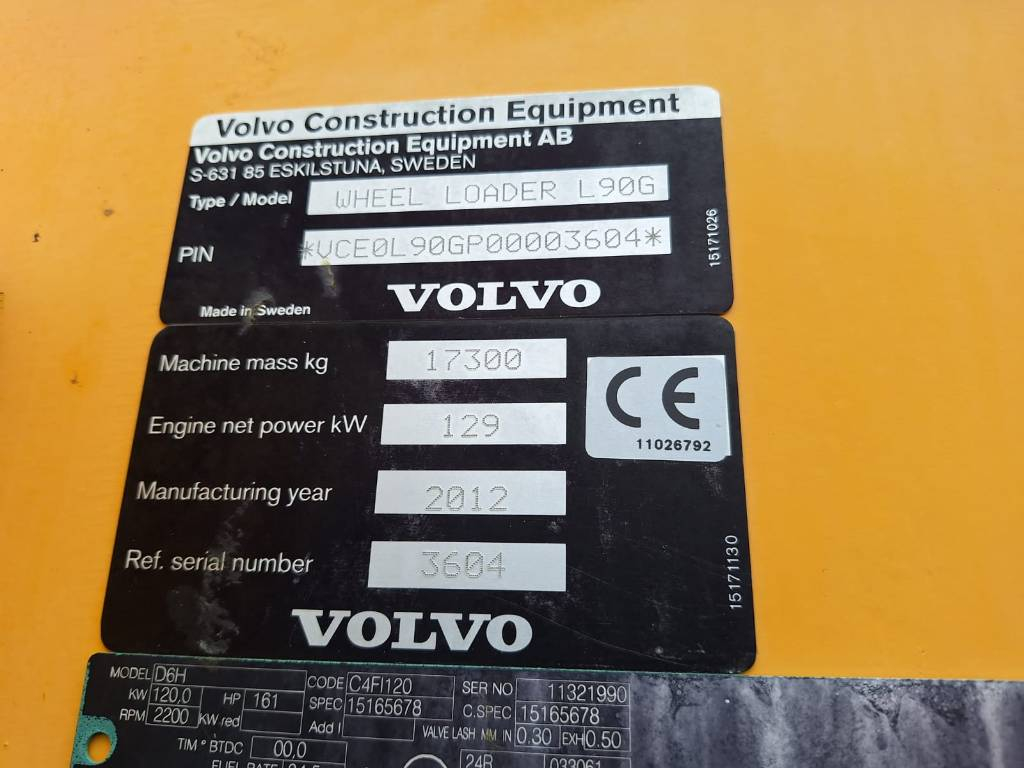 Volvo Construction Equipment
Volvo Construction Equipment AB
S-631 85 ESKILSTUNA, SWEDEN
Type / Model WHEEL LOADER L90G
PIN *VCE0L90GP00003604*
15171026
VOLVO
Made in Sweden
Machine mass kg 17300
CE
11026792
Engine net power kW 129
Manufacturing year 2012
Ref. serial number 3604
15171130
VOLVO
MODEL D6H CODE C4FI120 SER NO 11321990
KW 120,0 HP 161 SPEC 15165678 C.SPEC 15165678
RPM 2200 KW red Add I VALVE LASH MM IN 0.30 EXH 0.50
TIM ° BTDC 00,0
FUEL RATE 24R 033061